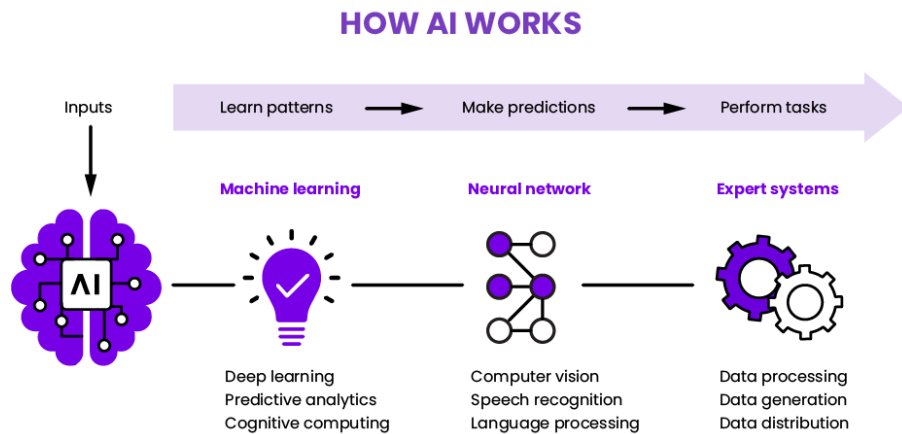 HOW AI WORKS
Inputs
Learn patterns
Make predictions
Perform tasks
Machine learning
Neural network
Expert systems
AI
Deep learning
Predictive analytics
Cognitive computing
Computer vision
Speech recognition
Language processing
Data processing
Data generation
Data distribution